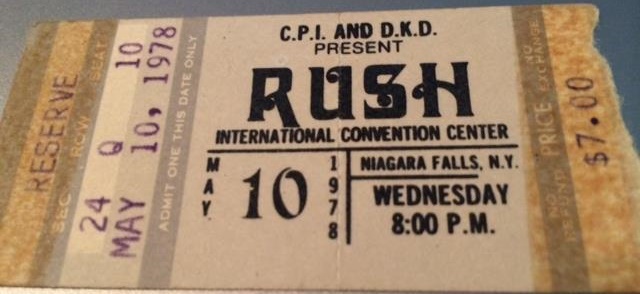 RESERVE
SEC. ROW SEAT
24 Q 10
MAY 10, 1978
ADMIT ONE THIS DATE ONLY
C.P.I. AND D.K.D.
PRESENT
RUSH
INTERNATIONAL CONVENTION CENTER
MAY 10 1978
NIAGARA FALLS, N.Y.
WEDNESDAY
8:00 P.M.
NO REFUND NO EXCHANGE
PRICE
$7.00